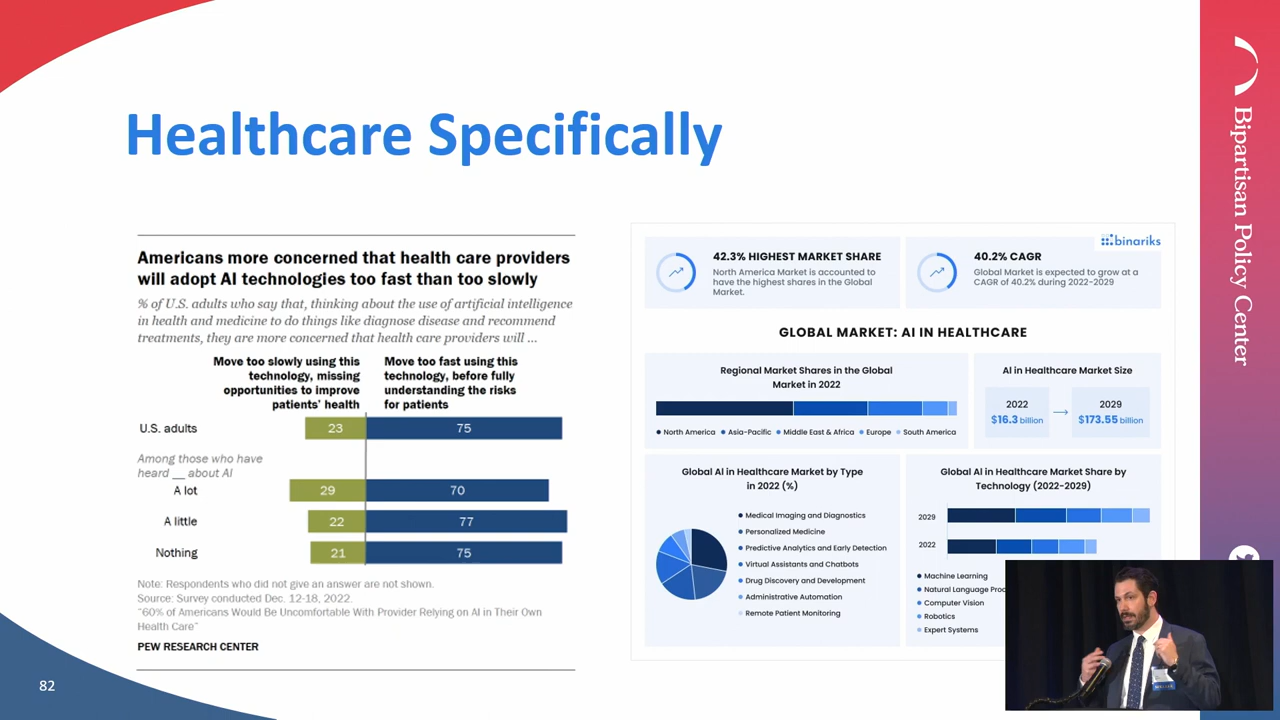 Healthcare Specifically
Americans more concerned that health care providers
will adopt AI technologies too fast than too slowly
% of U.S. adults who say that, thinking about the use of artificial intelligence
in health and medicine to do things like diagnose disease and recommend
treatments, they are more concerned that health care providers will ...
Move too slowly using this
technology, missing
opportunities to improve
patients' health
Move too fast using this
technology, before fully
understanding the risks
for patients
U.S. adults 23 75
Among those who have
heard __ about AI
A lot 29 70
A little 22 77
Nothing 21 75
Note: Respondents who did not give an answer are not shown.
Source: Survey conducted Dec. 12-18, 2022.
"60% of Americans Would Be Uncomfortable With Provider Relying on AI in Their Own
Health Care"
PEW RESEARCH CENTER
82
binariks
42.3% HIGHEST MARKET SHARE
North America Market is accounted to
have the highest shares in the Global
Market.
40.2% CAGR
Global Market is expected to grow at a
CAGR of 40.2% during 2022-2029
GLOBAL MARKET: AI IN HEALTHCARE
Regional Market Shares in the Global
Market in 2022
North America Asia-Pacific Middle East & Africa Europe South America
AI in Healthcare Market Size
2022
$16.3 billion
2029
$173.55 billion
Global AI in Healthcare Market by Type
in 2022 (%)
Medical Imaging and Diagnostics
Personalized Medicine
Predictive Analytics and Early Detection
Virtual Assistants and Chatbots
Drug Discovery and Development
Administrative Automation
Remote Patient Monitoring
Global AI in Healthcare Market Share by
Technology (2022-2029)
2029
2022
Machine Learning
Natural Language Proc
Computer Vision
Robotics
Expert Systems
Bipartisan Policy Center